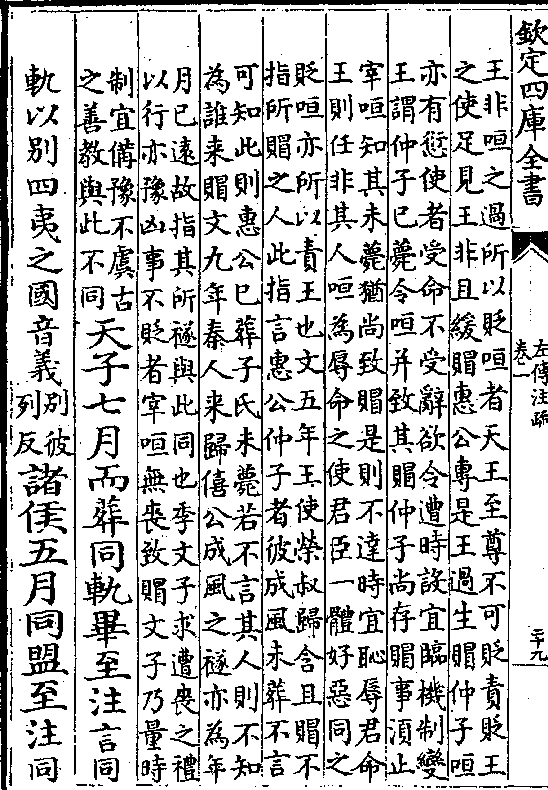 欽定四庫全書
左傳注疏
卷一
二十九
王非咺之過所以貶咺者天王至尊不可貶責貶王
之使足見王非且緩賵惠公專是王過生賵仲子咺
亦有愆使者受命不受辭欲令遭時設宜臨機制變
王謂仲子已薨令咺并致其賵仲子尚存賵事湏止
宰咺知其未薨猶尚致賵是則不達時宜恥辱君命
王則任非其人咺為辱命之使君臣一體好惡同之
貶咺亦所以責王也文五年王使榮叔歸含且賵不
指所賵之人此指言惠公仲子者彼成風未葬不言
可知此則惠公已葬子氏未薨若不言其人則不知
為誰来賵文九年秦人来歸僖公成風之襚亦為年
月已遠故指其所襚與此同也季文子求遭喪之禮
以行亦豫凶事不貶者宰咺無喪致賵文子乃量時
制宜備豫不虞古
之善教與此不同
天子七月而葬同軌畢至注言同
軌以别四夷之國音義
别彼
列反
諸侯五月同盟至注同